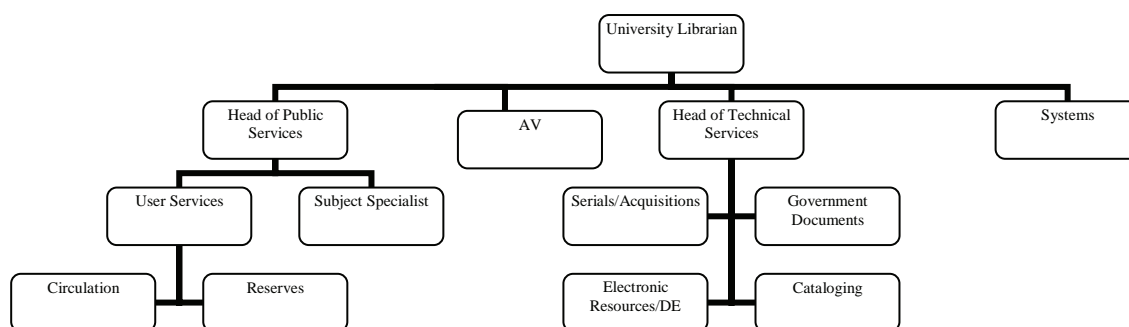 University Librarian
Head of Public
Services
AV
Head of Technical
Services
Systems
User Services
Subject Specialist
Serials/Acquisitions
Government
Documents
Circulation
Reserves
Electronic
Resources/DE
Cataloging